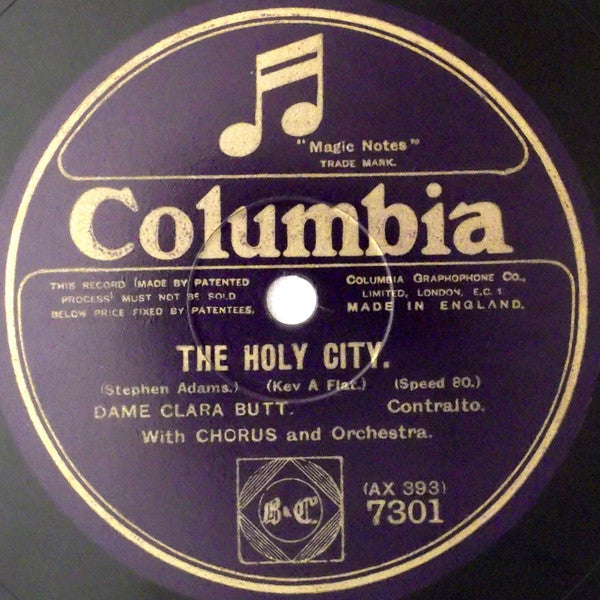 "Magic Notes"
TRADE MARK.
Columbia
THIS RECORD (MADE BY PATENTED
PROCESS) MUST NOT BE SOLD
BELOW PRICE FIXED BY PATENTEES.
COLUMBIA GRAPHOPHONE CO.,
LIMITED, LONDON, E.C.1.
MADE IN ENGLAND.
THE HOLY CITY.
(Stephen Adams.) (Key A Flat.) (Speed 80.)
DAME CLARA BUTT. Contralto.
With CHORUS and Orchestra.
B & C
(AX 393)
7301